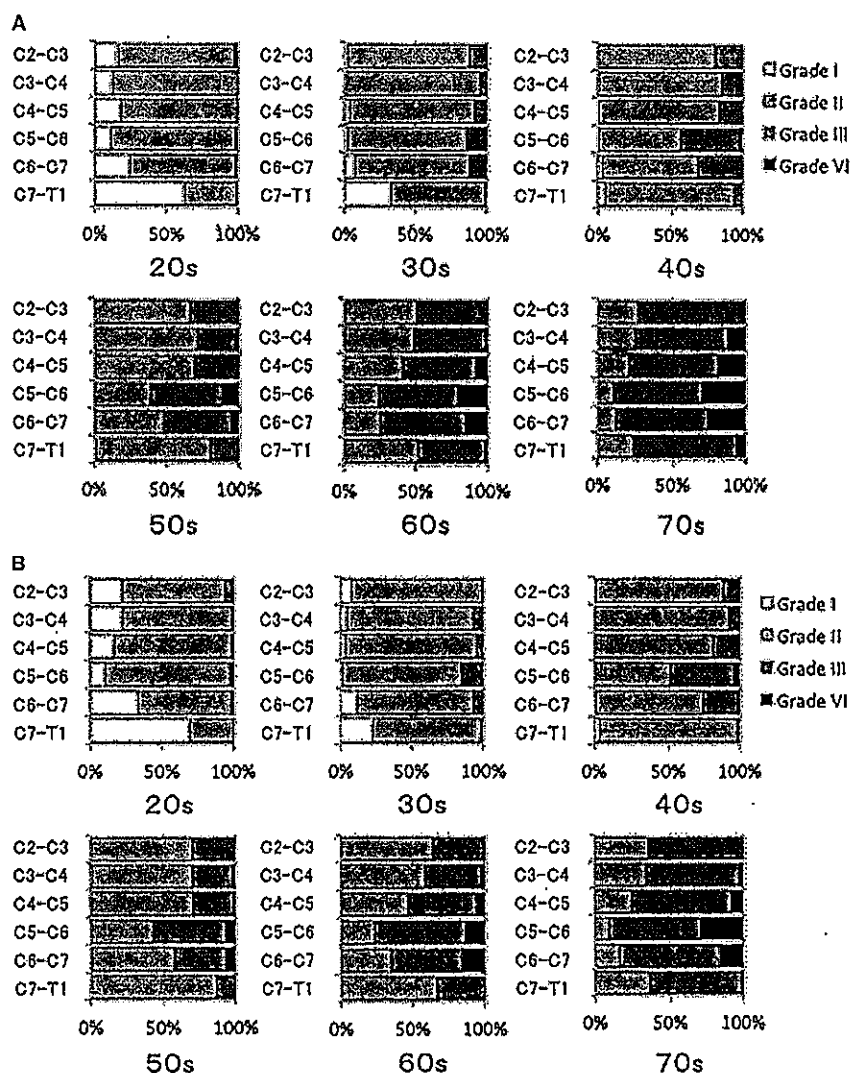 A
C2-C3 C2-C3 C2-C3 Grade I
C3-C4 C3-C4 C3-C4 Grade II
C4-C5 C4-C5 C4-C5 Grade III
C5-C6 C5-C6 C5-C6 Grade VI
C6-C7 C6-C7 C6-C7
C7-T1 C7-T1 C7-T1
0% 50% 100% 0% 50% 100% 0% 50% 100%
20s 30s 40s
C2-C3 C2-C3 C2-C3
C3-C4 C3-C4 C3-C4
C4-C5 C4-C5 C4-C5
C5-C6 C5-C6 C5-C6
C6-C7 C6-C7 C6-C7
C7-T1 C7-T1 C7-T1
0% 50% 100% 0% 50% 100% 0% 50% 100%
50s 60s 70s
B
C2-C3 C2-C3 C2-C3 Grade I
C3-C4 C3-C4 C3-C4 Grade II
C4-C5 C4-C5 C4-C5 Grade III
C5-C6 C5-C6 C5-C6 Grade VI
C6-C7 C6-C7 C6-C7
C7-T1 C7-T1 C7-T1
0% 50% 100% 0% 50% 100% 0% 50% 100%
20s 30s 40s
C2-C3 C2-C3 C2-C3
C3-C4 C3-C4 C3-C4
C4-C5 C4-C5 C4-C5
C5-C6 C5-C6 C5-C6
C6-C7 C6-C7 C6-C7
C7-T1 C7-T1 C7-T1
0% 50% 100% 0% 50% 100% 0% 50% 100%
50s 60s 70s